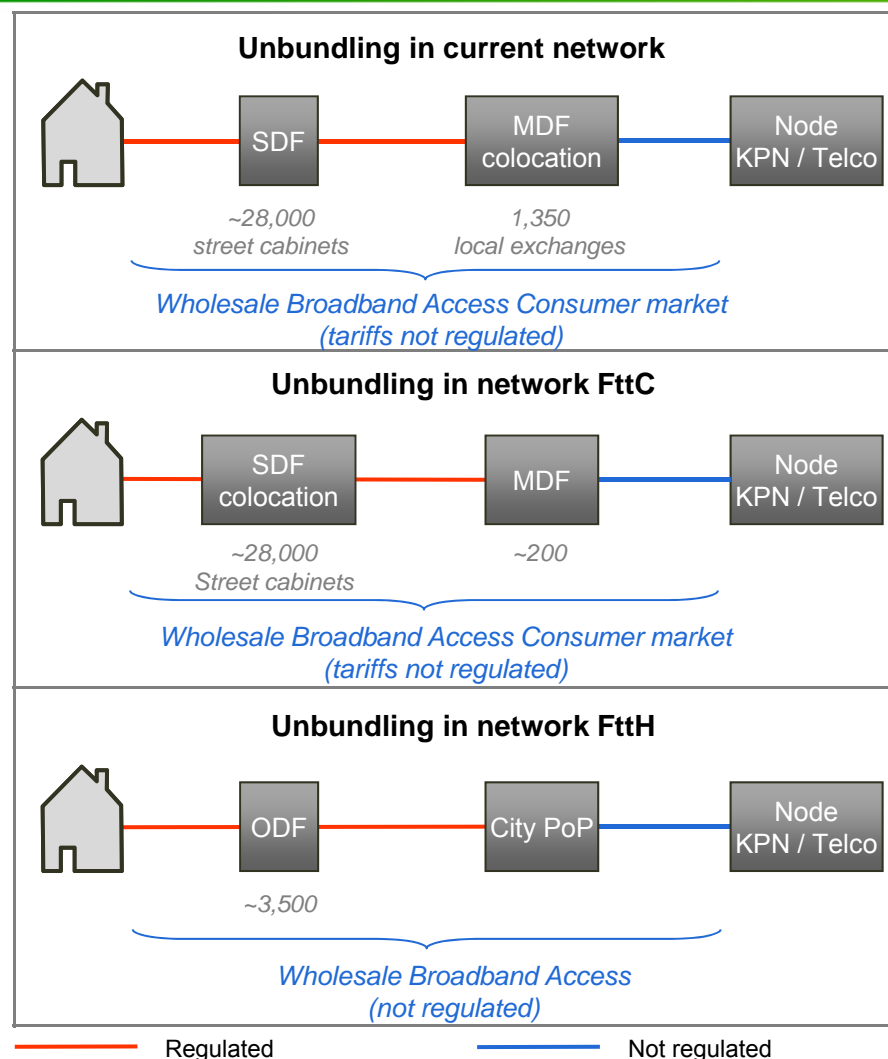 Unbundling in current network
SDF
MDF
colocation
Node
KPN / Telco
~28,000
street cabinets
1,350
local exchanges
Wholesale Broadband Access Consumer market
(tariffs not regulated)
Unbundling in network FttC
SDF
colocation
MDF
Node
KPN / Telco
~28,000
Street cabinets
~200
Wholesale Broadband Access Consumer market
(tariffs not regulated)
Unbundling in network FttH
ODF
City PoP
Node
KPN / Telco
~3,500
Wholesale Broadband Access
(not regulated)
Regulated
Not regulated